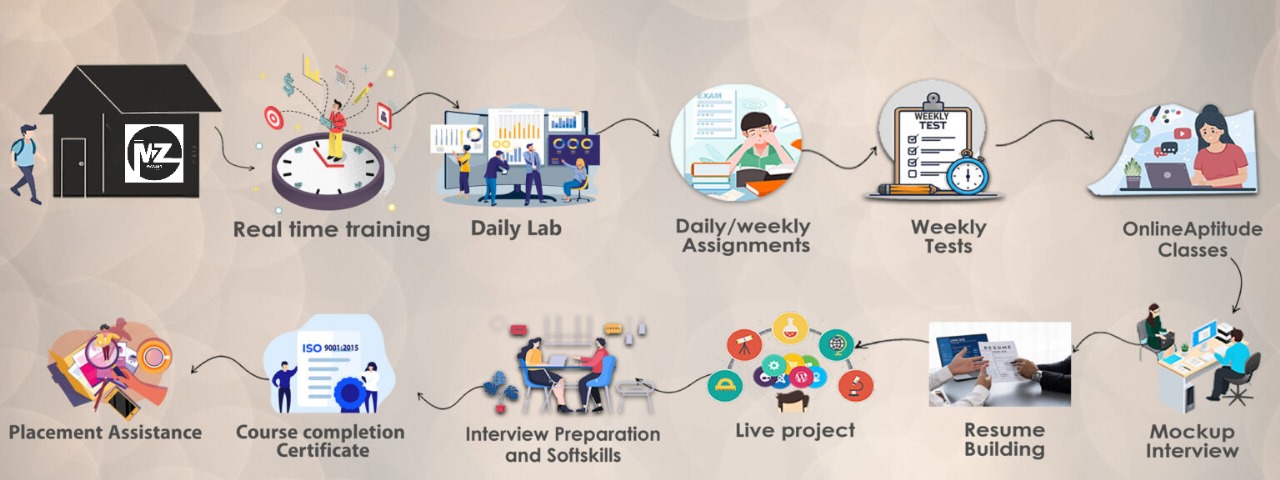 MZ
Real time training
Daily Lab
EXAM
Daily/weekly
Assignments
WEEKLY
TEST
Weekly
Tests
OnlineAptitude
Classes
Mockup
Interview
RESUME
Resume
Building
Live project
Interview Preparation
and Softskills
ISO 9001:2015
Course completion
Certificate
Placement Assistance